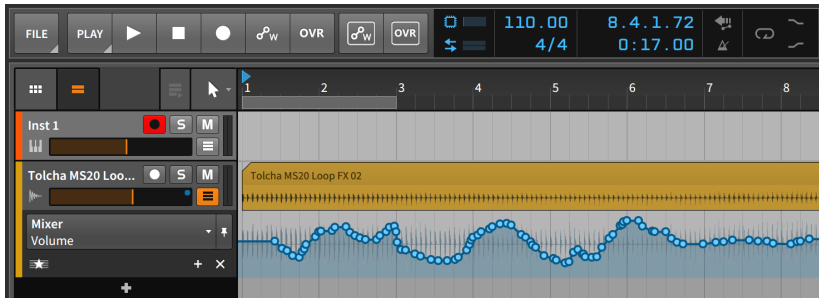 FILE PLAY OVR OVR 110.00 8.4.1.72
4/4 0:17.00
1 2 3 4 5 6 7 8
Inst 1 S M
Tolcha MS20 Loo... S M
Tolcha MS20 Loop FX 02
Mixer
Volume